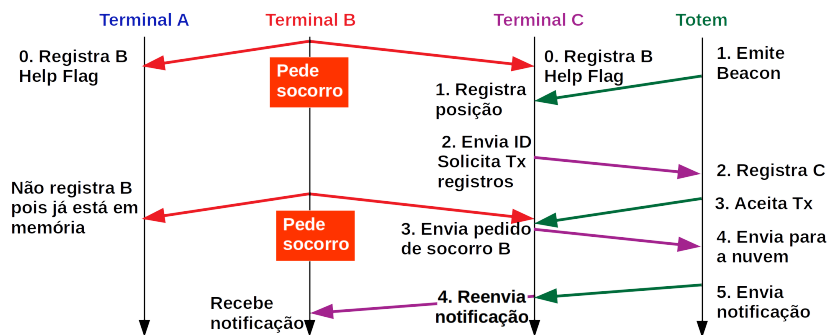 Terminal A
Terminal B
Terminal C
Totem
0. Registra B
Help Flag
Pede
socorro
0. Registra B
Help Flag
1. Emite
Beacon
1. Registra
posição
2. Envia ID
Solicita Tx
registros
2. Registra C
Não registra B
pois já está em
memória
Pede
socorro
3. Aceita Tx
3. Envia pedido
de socorro B
4. Envia para
a nuvem
Recebe
notificação
4. Reenvia
notificação
5. Envia
notificação